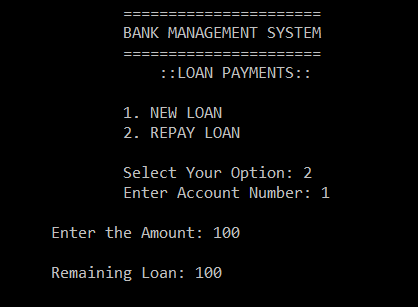 ======================
BANK MANAGEMENT SYSTEM
======================
::LOAN PAYMENTS::
1. NEW LOAN
2. REPAY LOAN
Select Your Option: 2
Enter Account Number: 1
Enter the Amount: 100
Remaining Loan: 100